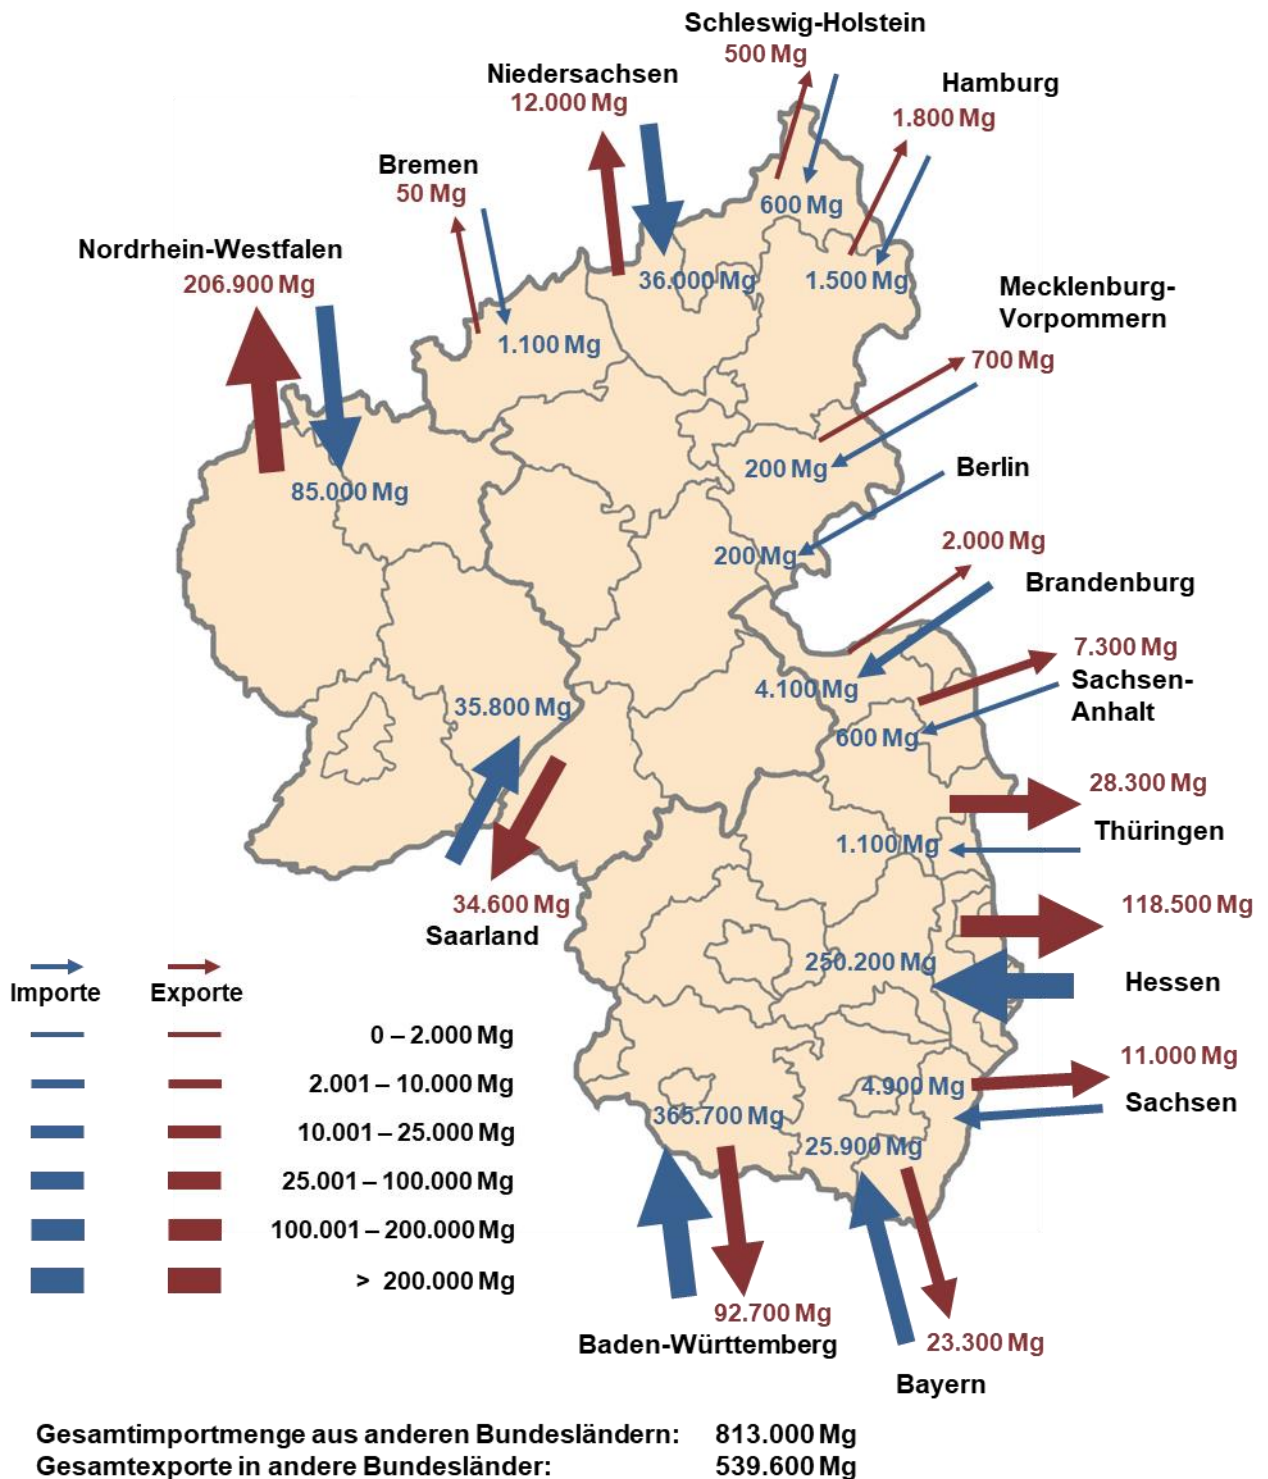 Schleswig-Holstein
500 Mg
600 Mg
Niedersachsen
12.000 Mg
36.000 Mg
Hamburg
1.800 Mg
1.500 Mg
Bremen
50 Mg
1.100 Mg
Nordrhein-Westfalen
206.900 Mg
85.000 Mg
Mecklenburg-
Vorpommern
700 Mg
200 Mg
Berlin
200 Mg
2.000 Mg
Brandenburg
4.100 Mg
7.300 Mg
Sachsen-
Anhalt
600 Mg
28.300 Mg
Thüringen
1.100 Mg
35.800 Mg
34.600 Mg
Saarland
118.500 Mg
250.200 Mg
Hessen
11.000 Mg
4.900 Mg
Sachsen
365.700 Mg
92.700 Mg
Baden-Württemberg
25.900 Mg
23.300 Mg
Bayern
Importe Exporte
0 – 2.000 Mg
2.001 – 10.000 Mg
10.001 – 25.000 Mg
25.001 – 100.000 Mg
100.001 – 200.000 Mg
> 200.000 Mg
Gesamtimportmenge aus anderen Bundesländern: 813.000 Mg
Gesamtexporte in andere Bundesländer: 539.600 Mg